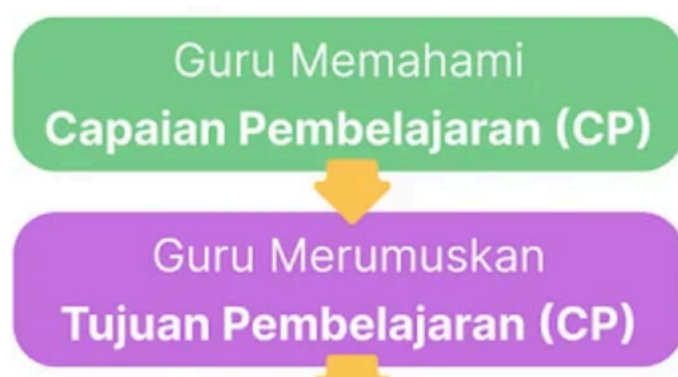 Guru Memahami
Capaian Pembelajaran (CP)
Guru Merumuskan
Tujuan Pembelajaran (CP)